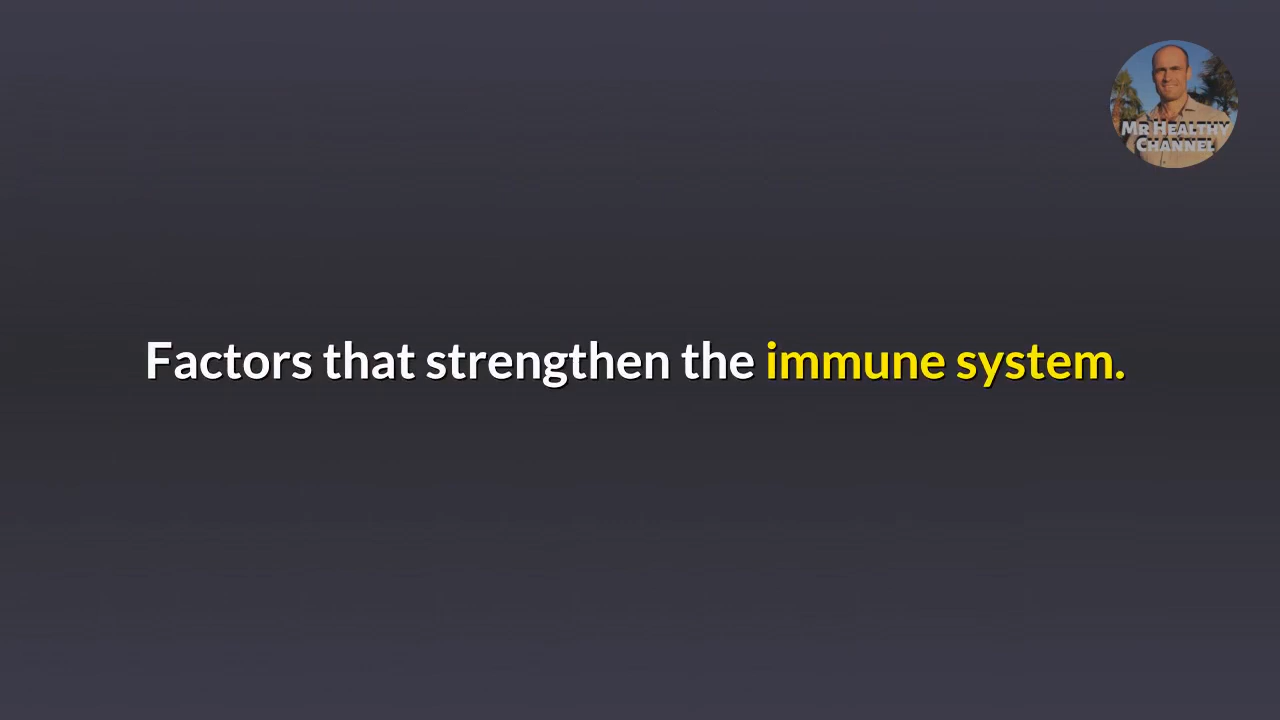 MR HEALTHY
CHANNEL
Factors that strengthen the immune system.